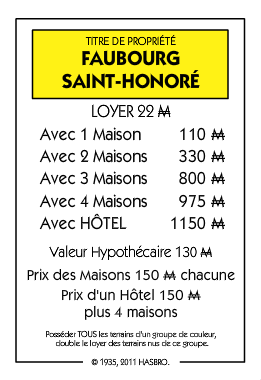 TITRE DE PROPRIÉTÉ
FAUBOURG
SAINT-HONORÉ
LOYER 22 ₩
Avec 1 Maison 110 ₩
Avec 2 Maisons 330 ₩
Avec 3 Maisons 800 ₩
Avec 4 Maisons 975 ₩
Avec HÔTEL 1150 ₩
Valeur Hypothécaire 130 ₩
Prix des Maisons 150 ₩ chacune
Prix d'un Hôtel 150 ₩
plus 4 maisons
Posséder TOUS les terrains d'un groupe de couleur,
double le loyer des terrains nus de ce groupe.
© 1935, 2011 HASBRO.